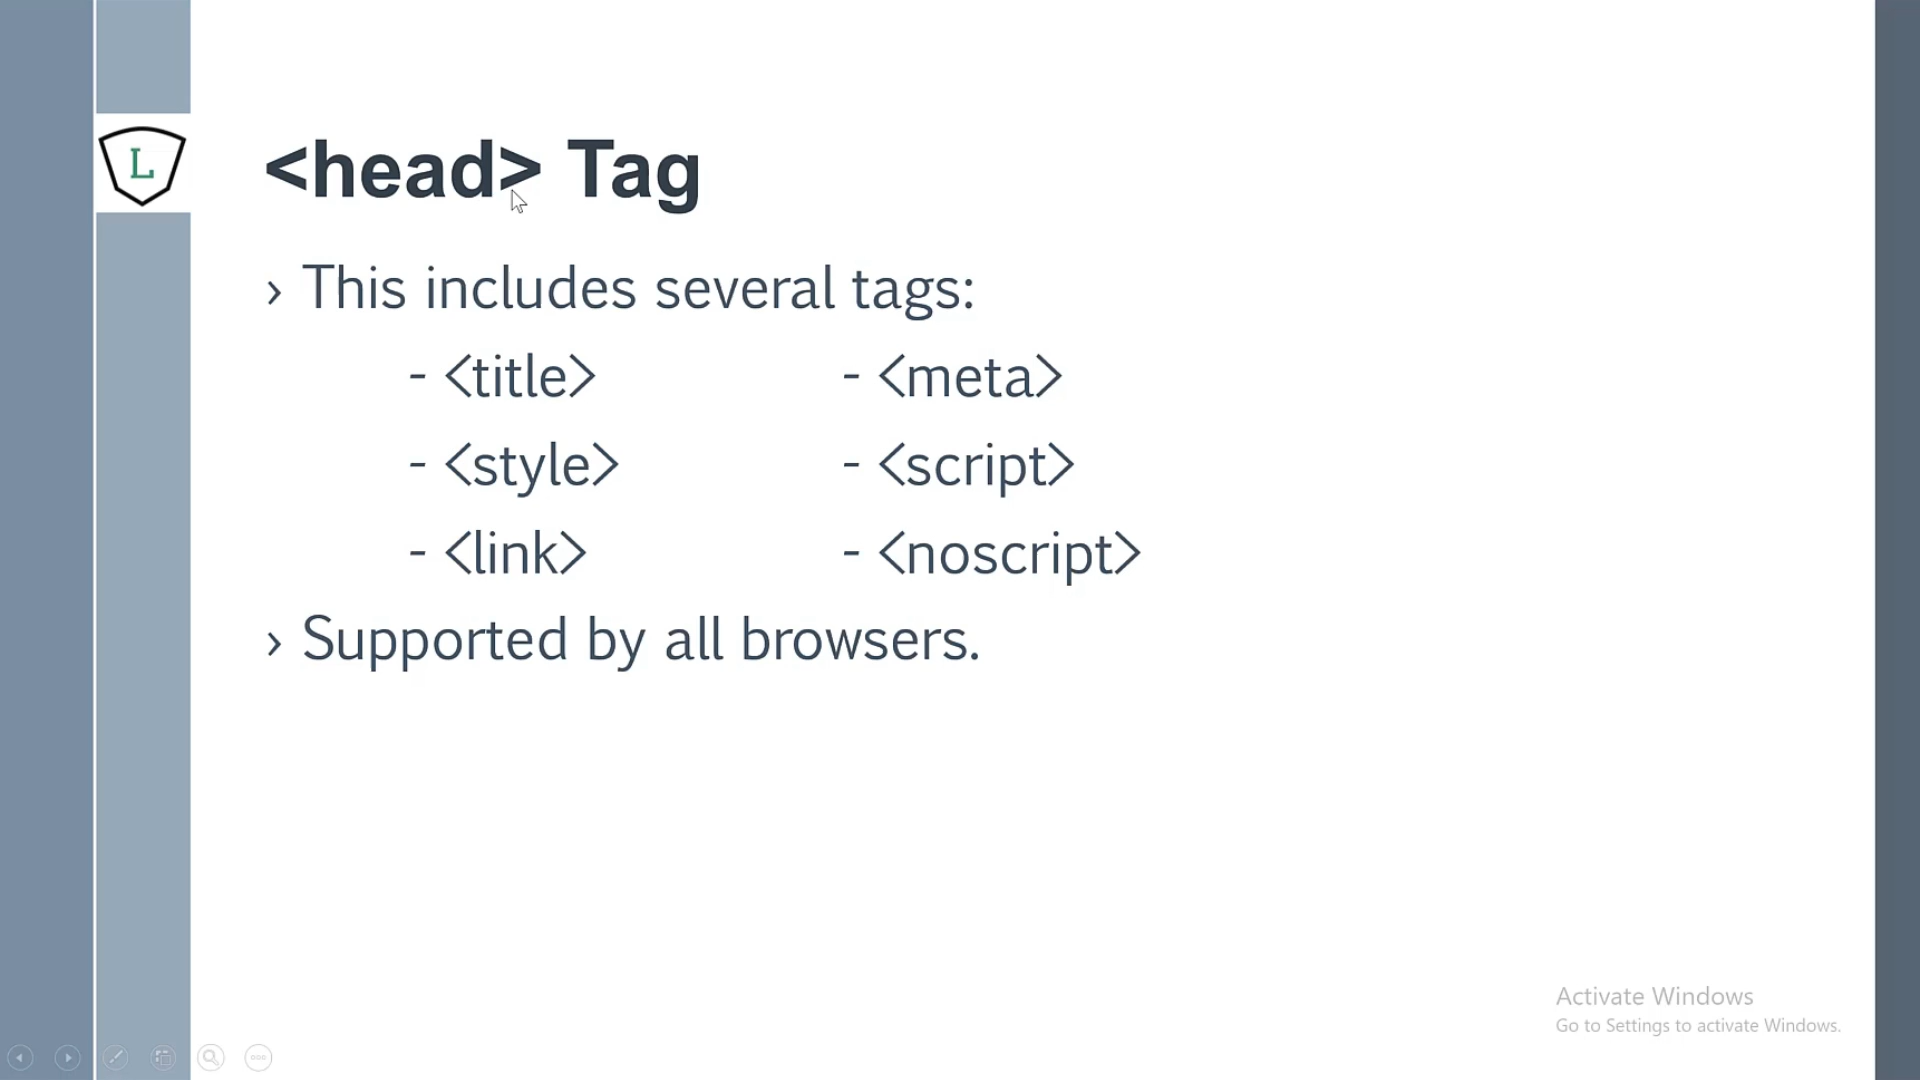 L
<head> Tag
› This includes several tags:
- <title> - <meta>
- <style> - <script>
- <link> - <noscript>
› Supported by all browsers.
Activate Windows
Go to Settings to activate Windows.